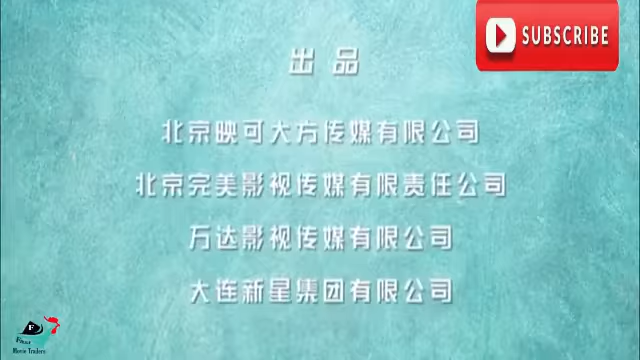 SUBSCRIBE
出 品
北京映可大方传媒有限公司
北京完美影视传媒有限责任公司
万达影视传媒有限公司
大连新星集团有限公司
F
Movie Traders